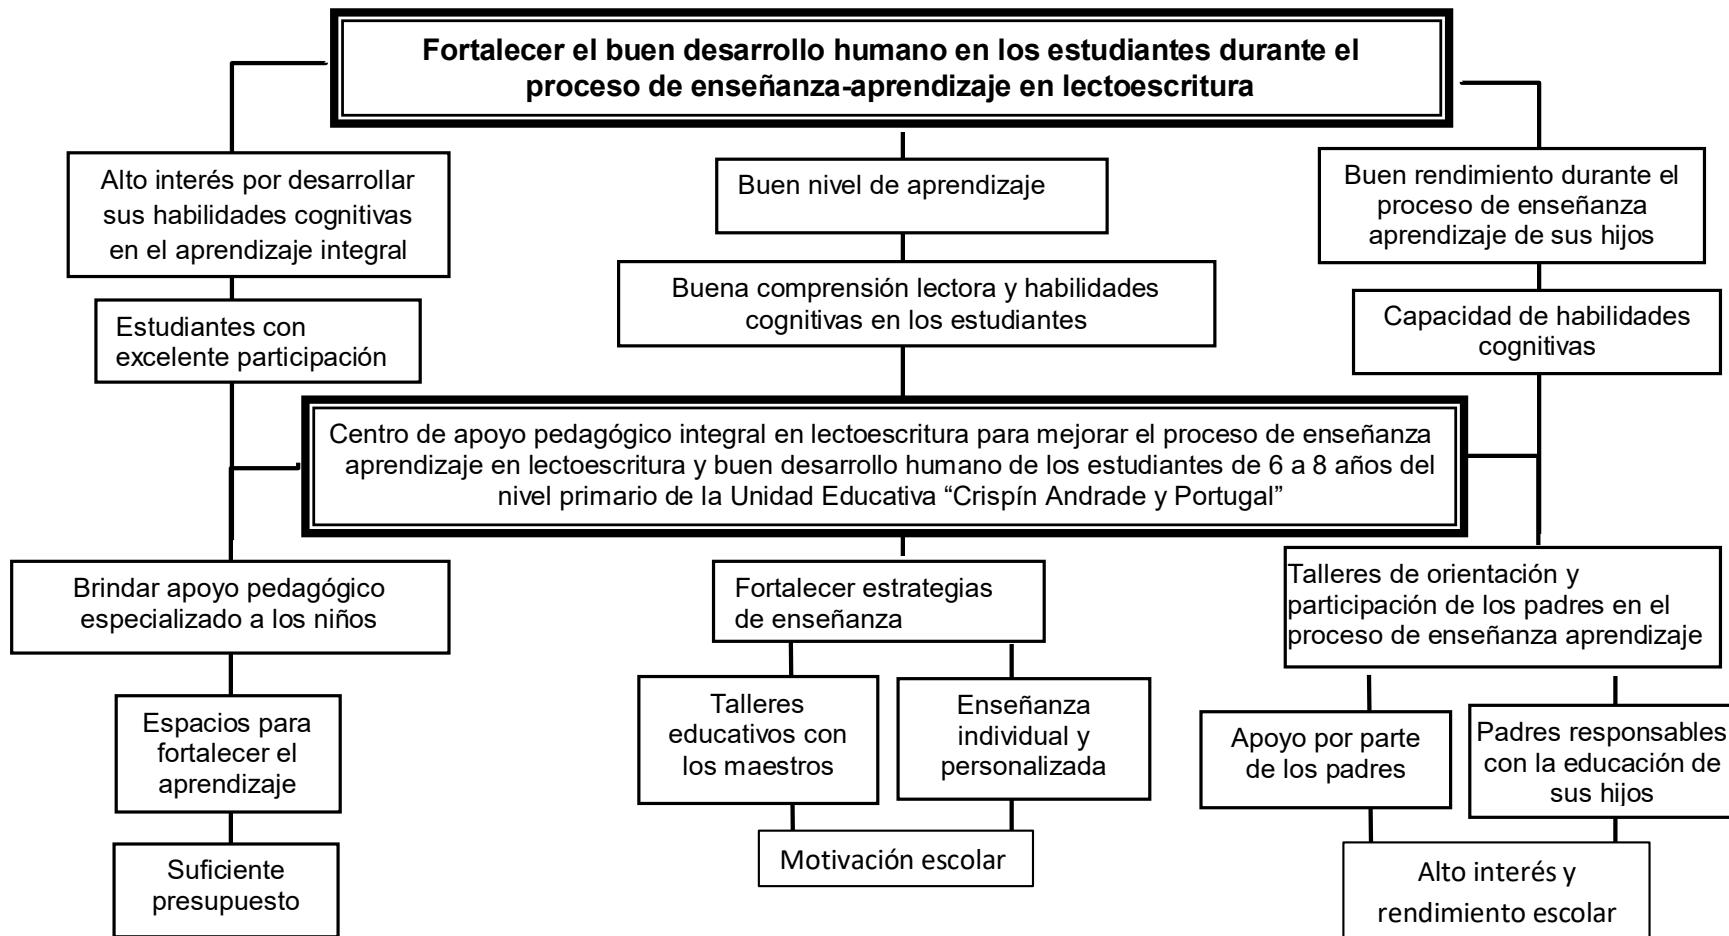 Fortalecer el buen desarrollo humano en los estudiantes durante el
proceso de enseñanza-aprendizaje en lectoescritura
Alto interés por desarrollar
sus habilidades cognitivas
en el aprendizaje integral
Buen nivel de aprendizaje
Buen rendimiento durante el
proceso de enseñanza
aprendizaje de sus hijos
Estudiantes con
excelente participación
Buena comprensión lectora y habilidades
cognitivas en los estudiantes
Capacidad de habilidades
cognitivas
Centro de apoyo pedagógico integral en lectoescritura para mejorar el proceso de enseñanza
aprendizaje en lectoescritura y buen desarrollo humano de los estudiantes de 6 a 8 años del
nivel primario de la Unidad Educativa “Crispín Andrade y Portugal”
Brindar apoyo pedagógico
especializado a los niños
Fortalecer estrategias
de enseñanza
Talleres de orientación y
participación de los padres en el
proceso de enseñanza aprendizaje
Espacios para
fortalecer el
aprendizaje
Talleres
educativos con
los maestros
Enseñanza
individual y
personalizada
Apoyo por parte
de los padres
Padres responsables
con la educación de
sus hijos
Suficiente
presupuesto
Motivación escolar
Alto interés y
rendimiento escolar